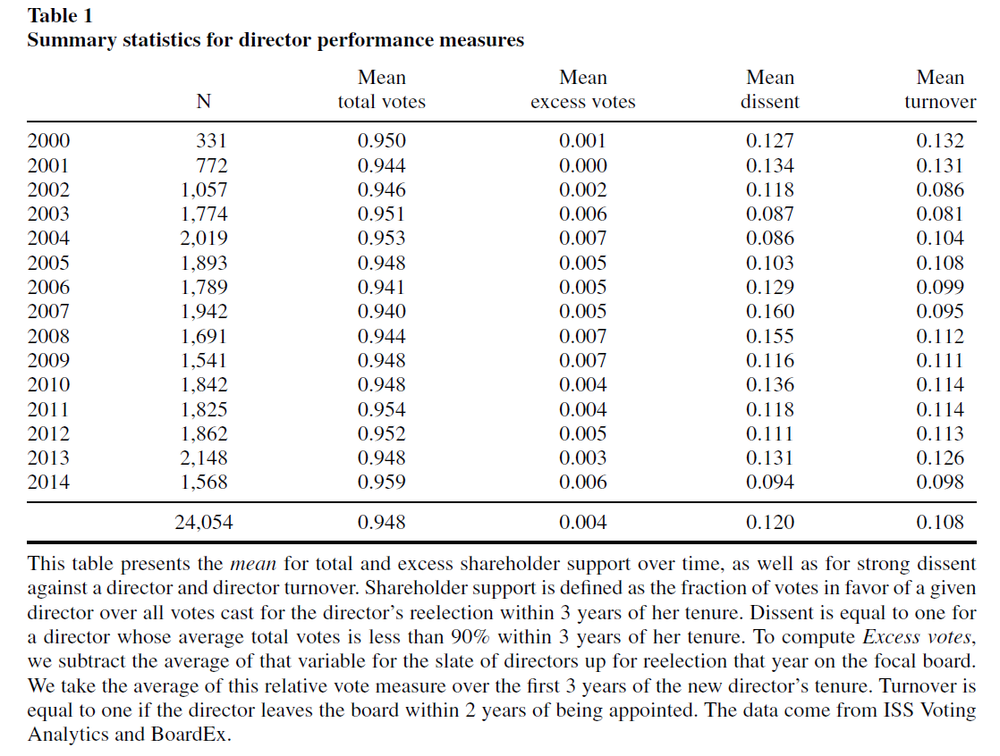 Table 1
Summary statistics for director performance measures
Mean Mean Mean Mean
N total votes excess votes dissent turnover
2000 331 0.950 0.001 0.127 0.132
2001 772 0.944 0.000 0.134 0.131
2002 1,057 0.946 0.002 0.118 0.086
2003 1,774 0.951 0.006 0.087 0.081
2004 2,019 0.953 0.007 0.086 0.104
2005 1,893 0.948 0.005 0.103 0.108
2006 1,789 0.941 0.005 0.129 0.099
2007 1,942 0.940 0.005 0.160 0.095
2008 1,691 0.944 0.007 0.155 0.112
2009 1,541 0.948 0.007 0.116 0.111
2010 1,842 0.948 0.004 0.136 0.114
2011 1,825 0.954 0.004 0.118 0.114
2012 1,862 0.952 0.005 0.111 0.113
2013 2,148 0.948 0.003 0.131 0.126
2014 1,568 0.959 0.006 0.094 0.098
24,054 0.948 0.004 0.120 0.108
This table presents the mean for total and excess shareholder support over time, as well as for strong dissent
against a director and director turnover. Shareholder support is defined as the fraction of votes in favor of a given
director over all votes cast for the director's reelection within 3 years of her tenure. Dissent is equal to one for
a director whose average total votes is less than 90% within 3 years of her tenure. To compute Excess votes,
we subtract the average of that variable for the slate of directors up for reelection that year on the focal board.
We take the average of this relative vote measure over the first 3 years of the new director's tenure. Turnover is
equal to one if the director leaves the board within 2 years of being appointed. The data come from ISS Voting
Analytics and BoardEx.